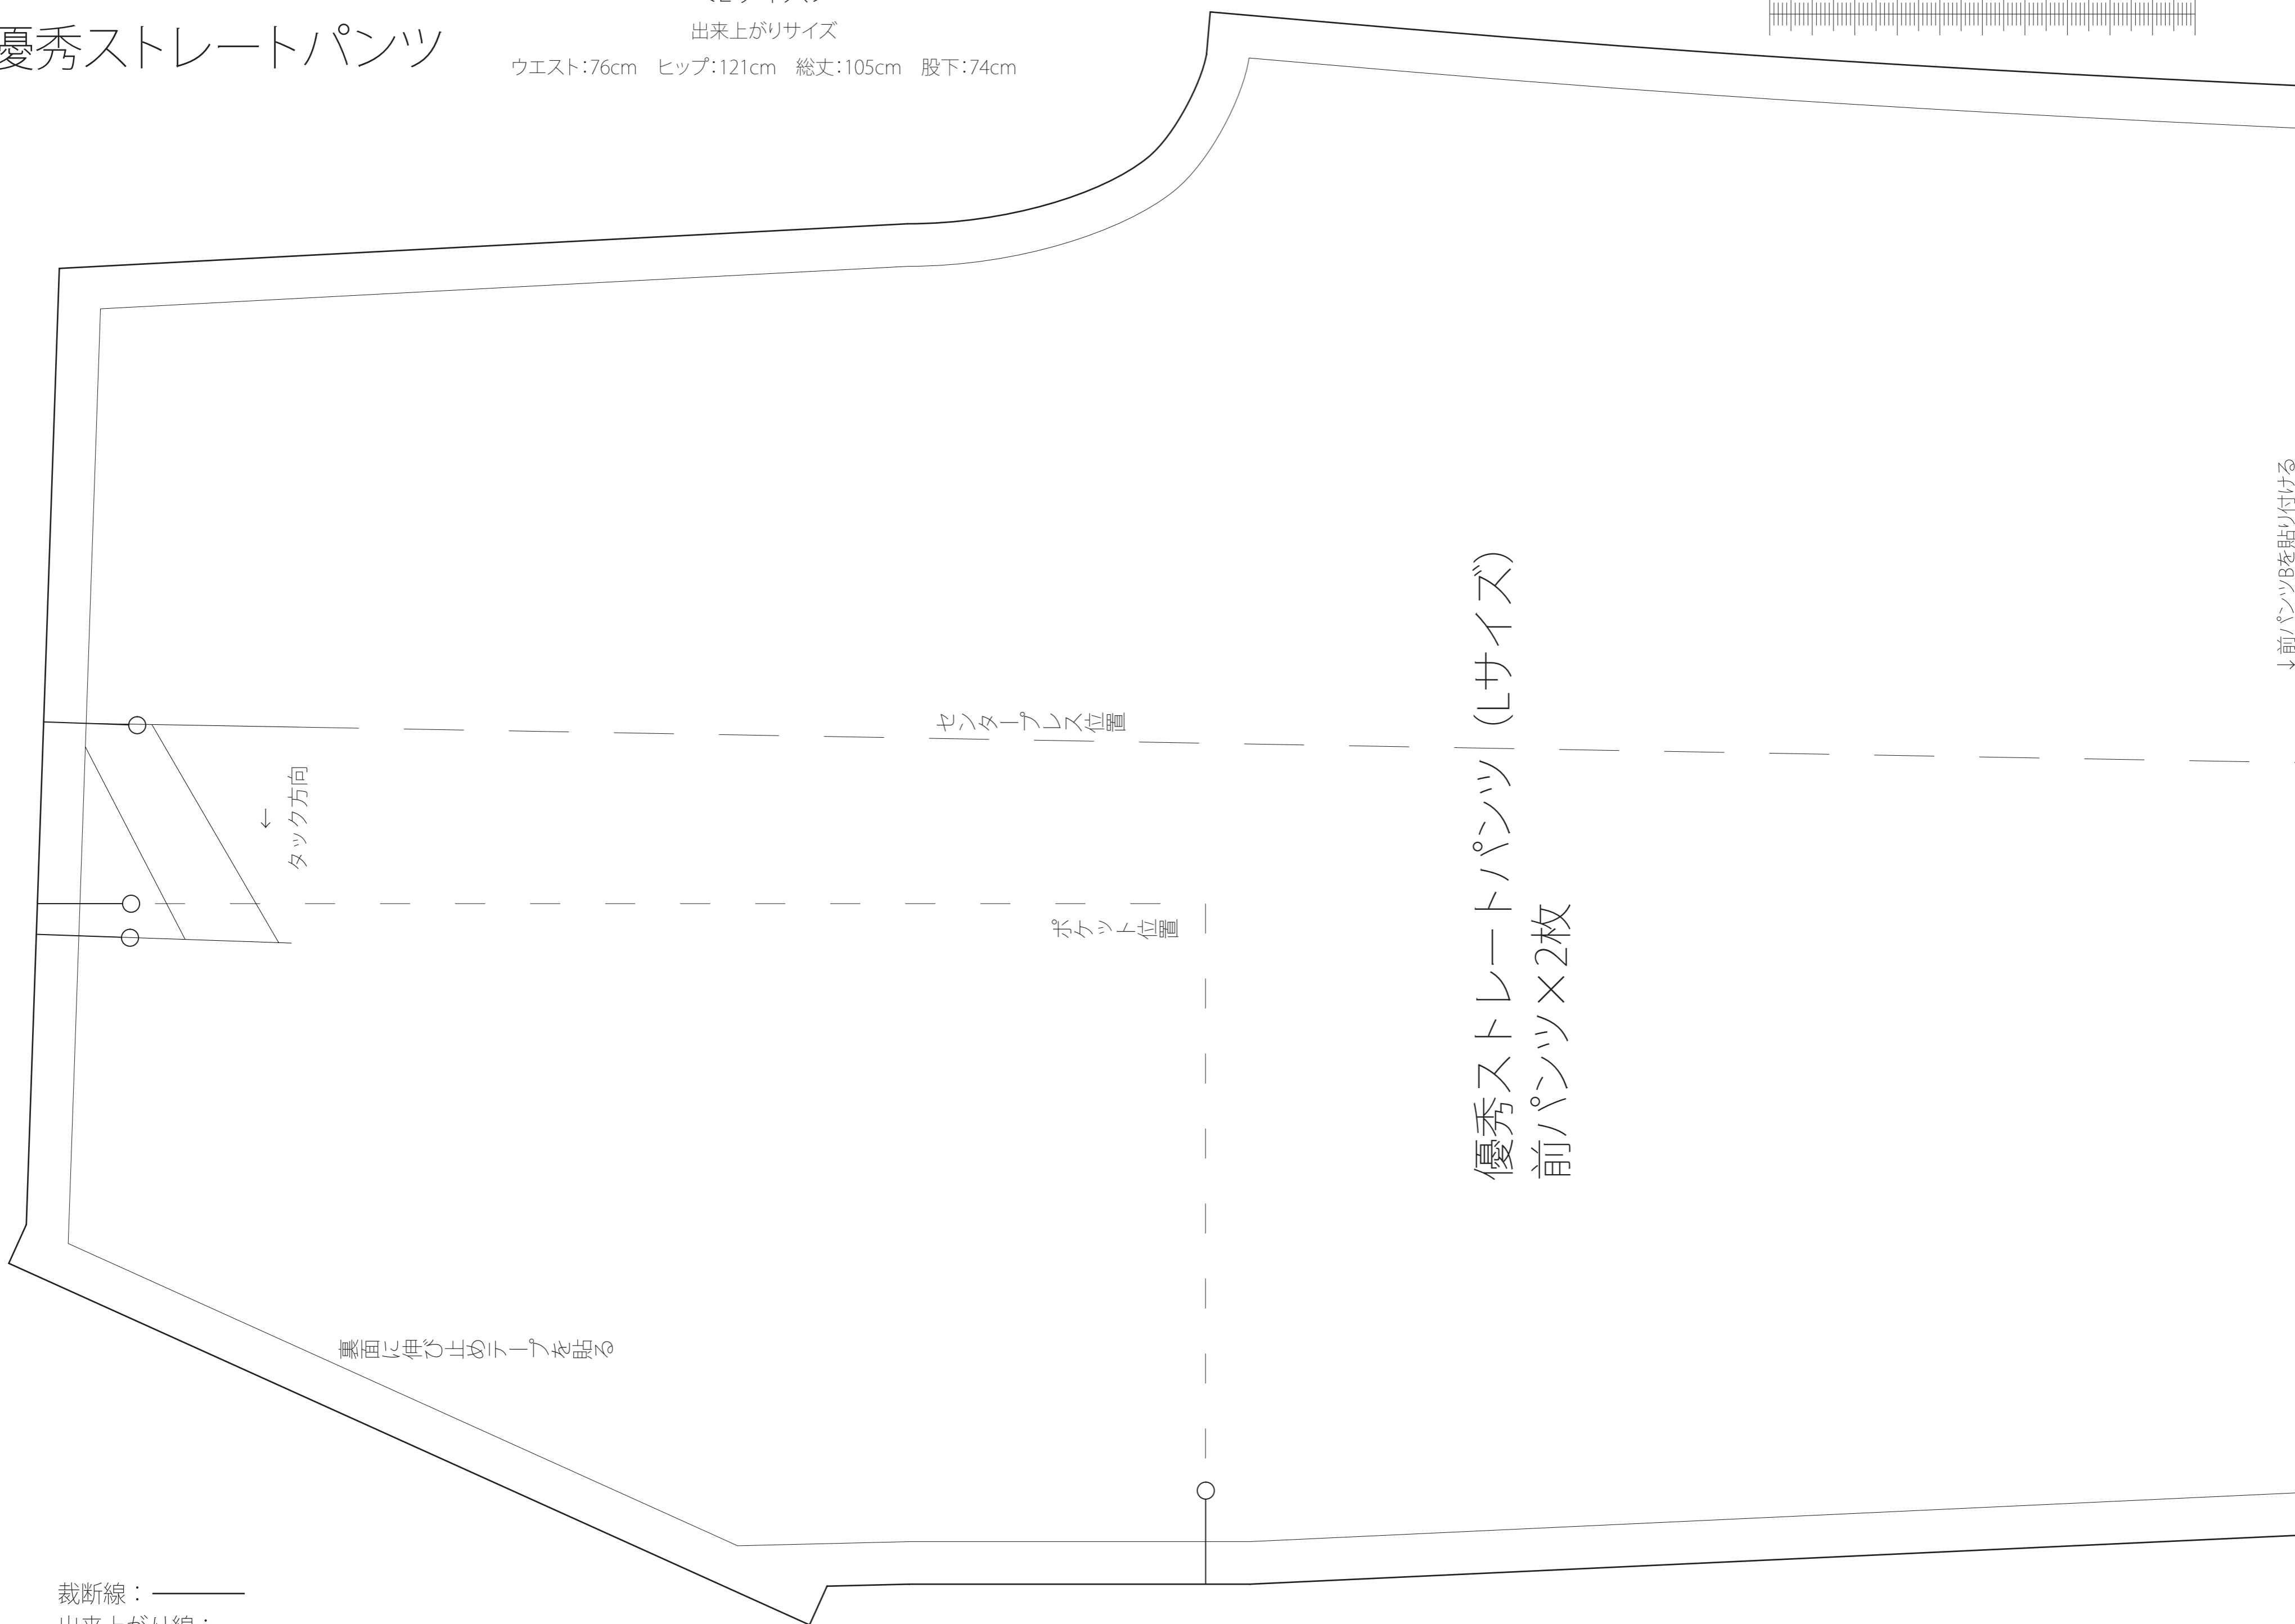 優秀ストレートパンツ
出来上がりサイズ
ウエスト:76cm　ヒップ:121cm　総丈:105cm　股下:74cm
↓前パンツBを貼り付ける
センタープレス位置
優秀ストレートパンツ（Lサイズ）
前パンツ×2枚
←
タック方向
ポケット位置
裏面に伸び止めテープを貼る
裁断線：